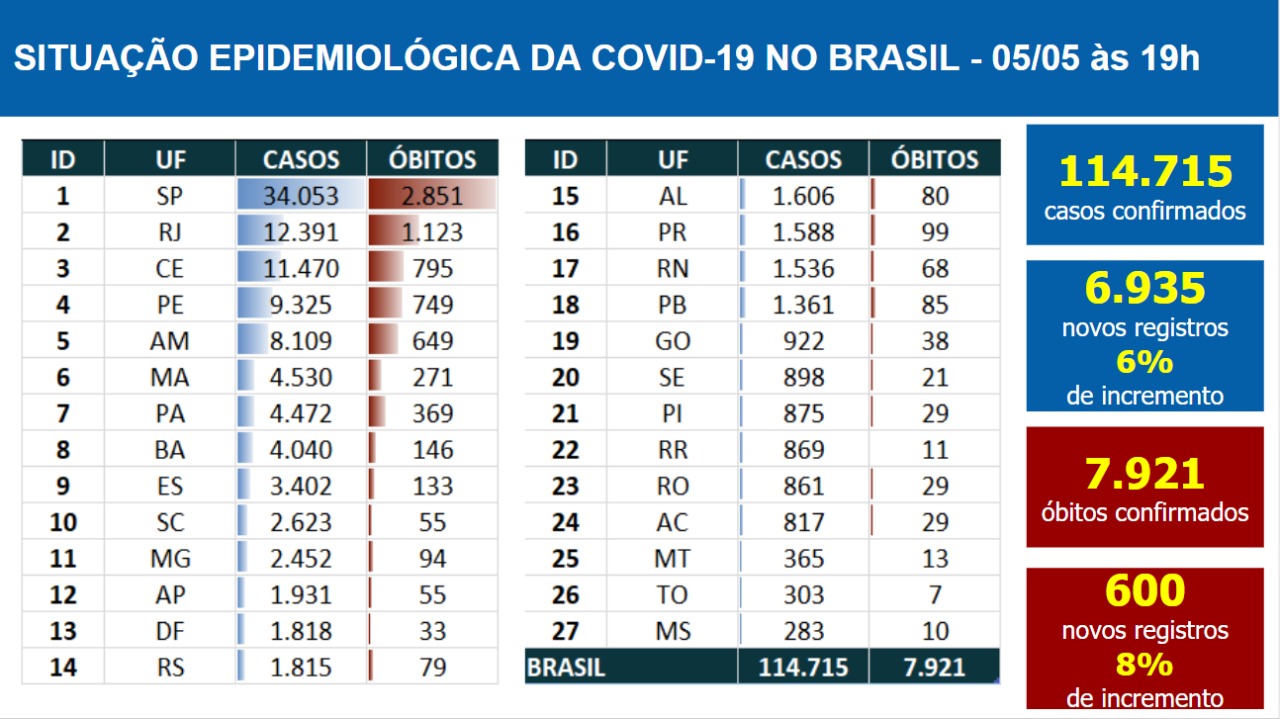 SITUAÇÃO EPIDEMIOLÓGICA DA COVID-19 NO BRASIL - 05/05 às 19h
ID UF CASOS ÓBITOS
1 SP 34.053 2.851
2 RJ 12.391 1.123
3 CE 11.470 795
4 PE 9.325 749
5 AM 8.109 649
6 MA 4.530 271
7 PA 4.472 369
8 BA 4.040 146
9 ES 3.402 133
10 SC 2.623 55
11 MG 2.452 94
12 AP 1.931 55
13 DF 1.818 33
14 RS 1.815 79
ID UF CASOS ÓBITOS
15 AL 1.606 80
16 PR 1.588 99
17 RN 1.536 68
18 PB 1.361 85
19 GO 922 38
20 SE 898 21
21 PI 875 29
22 RR 869 11
23 RO 861 29
24 AC 817 29
25 MT 365 13
26 TO 303 7
27 MS 283 10
BRASIL 114.715 7.921
114.715
casos confirmados
6.935
novos registros
6%
de incremento
7.921
óbitos confirmados
600
novos registros
8%
de incremento